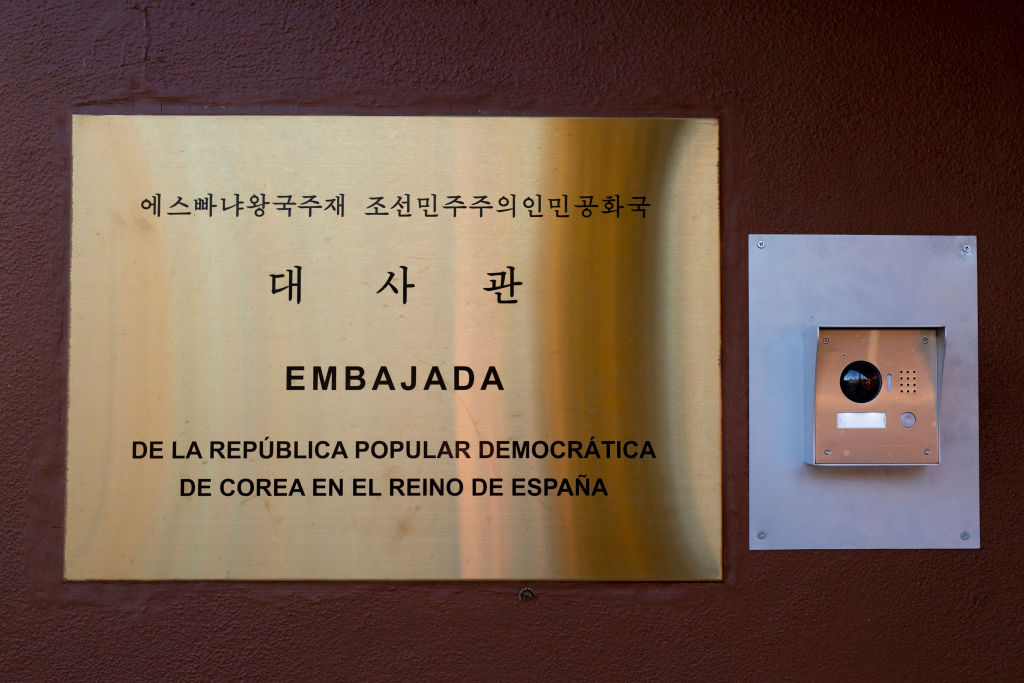 에스빠냐왕국주재 조선민주주의인민공화국
대 사 관
EMBAJADA
DE LA REPÚBLICA POPULAR DEMOCRÁTICA
DE COREA EN EL REINO DE ESPAÑA